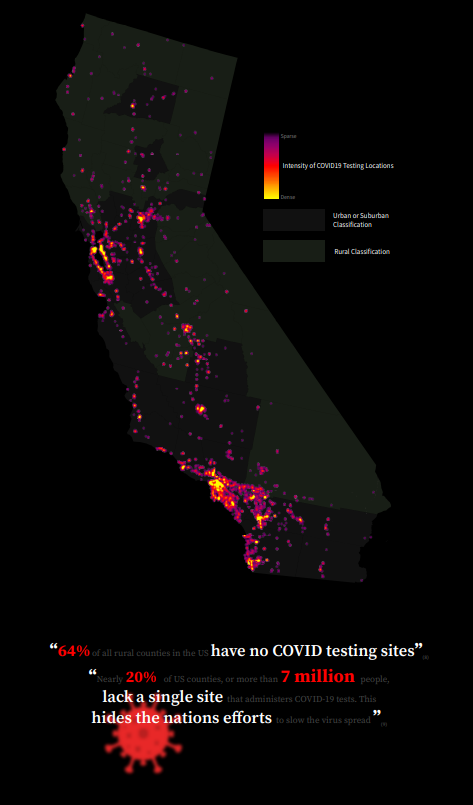 Sparse
Intensity of COVID19 Testing Locations
Dense
Urban or Suburban
Classification
Rural Classification
“64% of all rural counties in the US have no COVID testing sites”
“Nearly 20% of US counties, or more than 7 million people,
lack a single site that administers COVID-19 tests. This
hides the nations efforts to slow the virus spread”